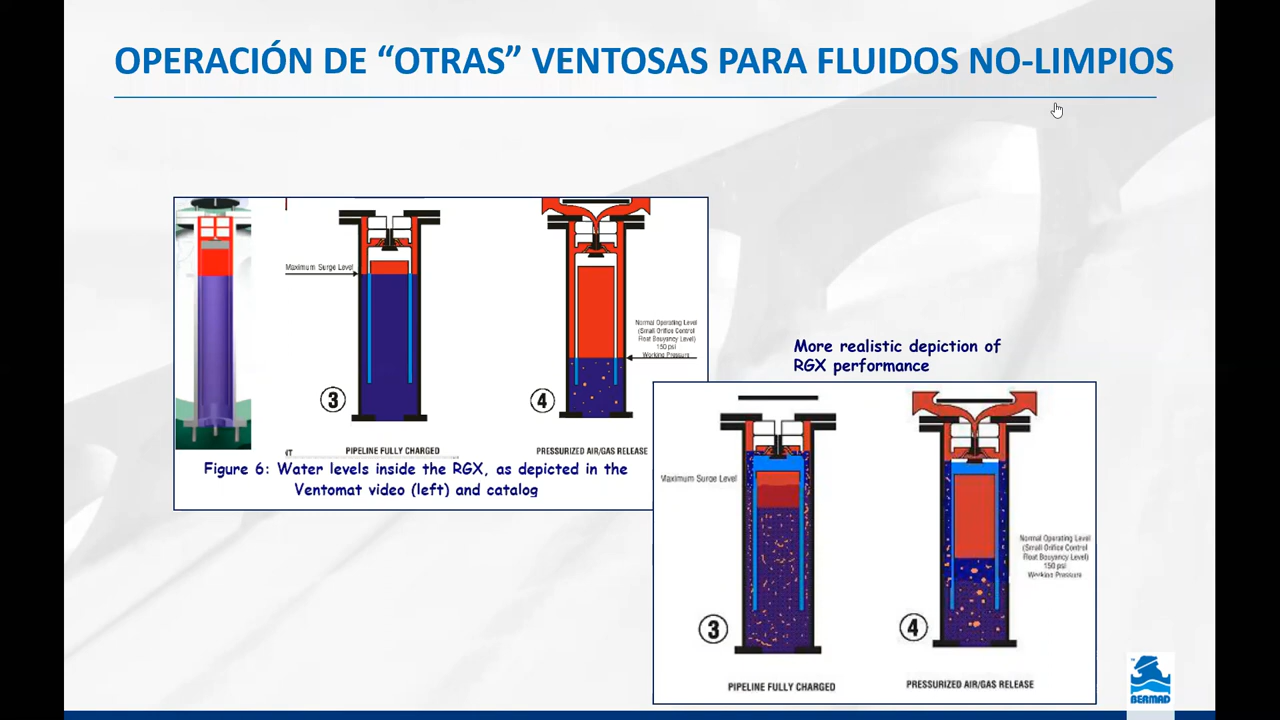 OPERACIÓN DE “OTRAS” VENTOSAS PARA FLUIDOS NO-LIMPIOS
Maximum Surge Level
Normal Operating Level
(Small Orifice Control
Float Bouyancy Level)
150 psi
Working Pressure
3
4
PIPELINE FULLY CHARGED
PRESSURIZED AIR/GAS RELEASE
Figure 6: Water levels inside the RGX, as depicted in the
Ventomat video (left) and catalog
More realistic depiction of
RGX performance
Maximum Surge Level
Normal Operating Level
(Small Orifice Control
Float Bouyancy Level)
150 psi
Working Pressure
3
4
PIPELINE FULLY CHARGED
PRESSURIZED AIR/GAS RELEASE
BERMAD